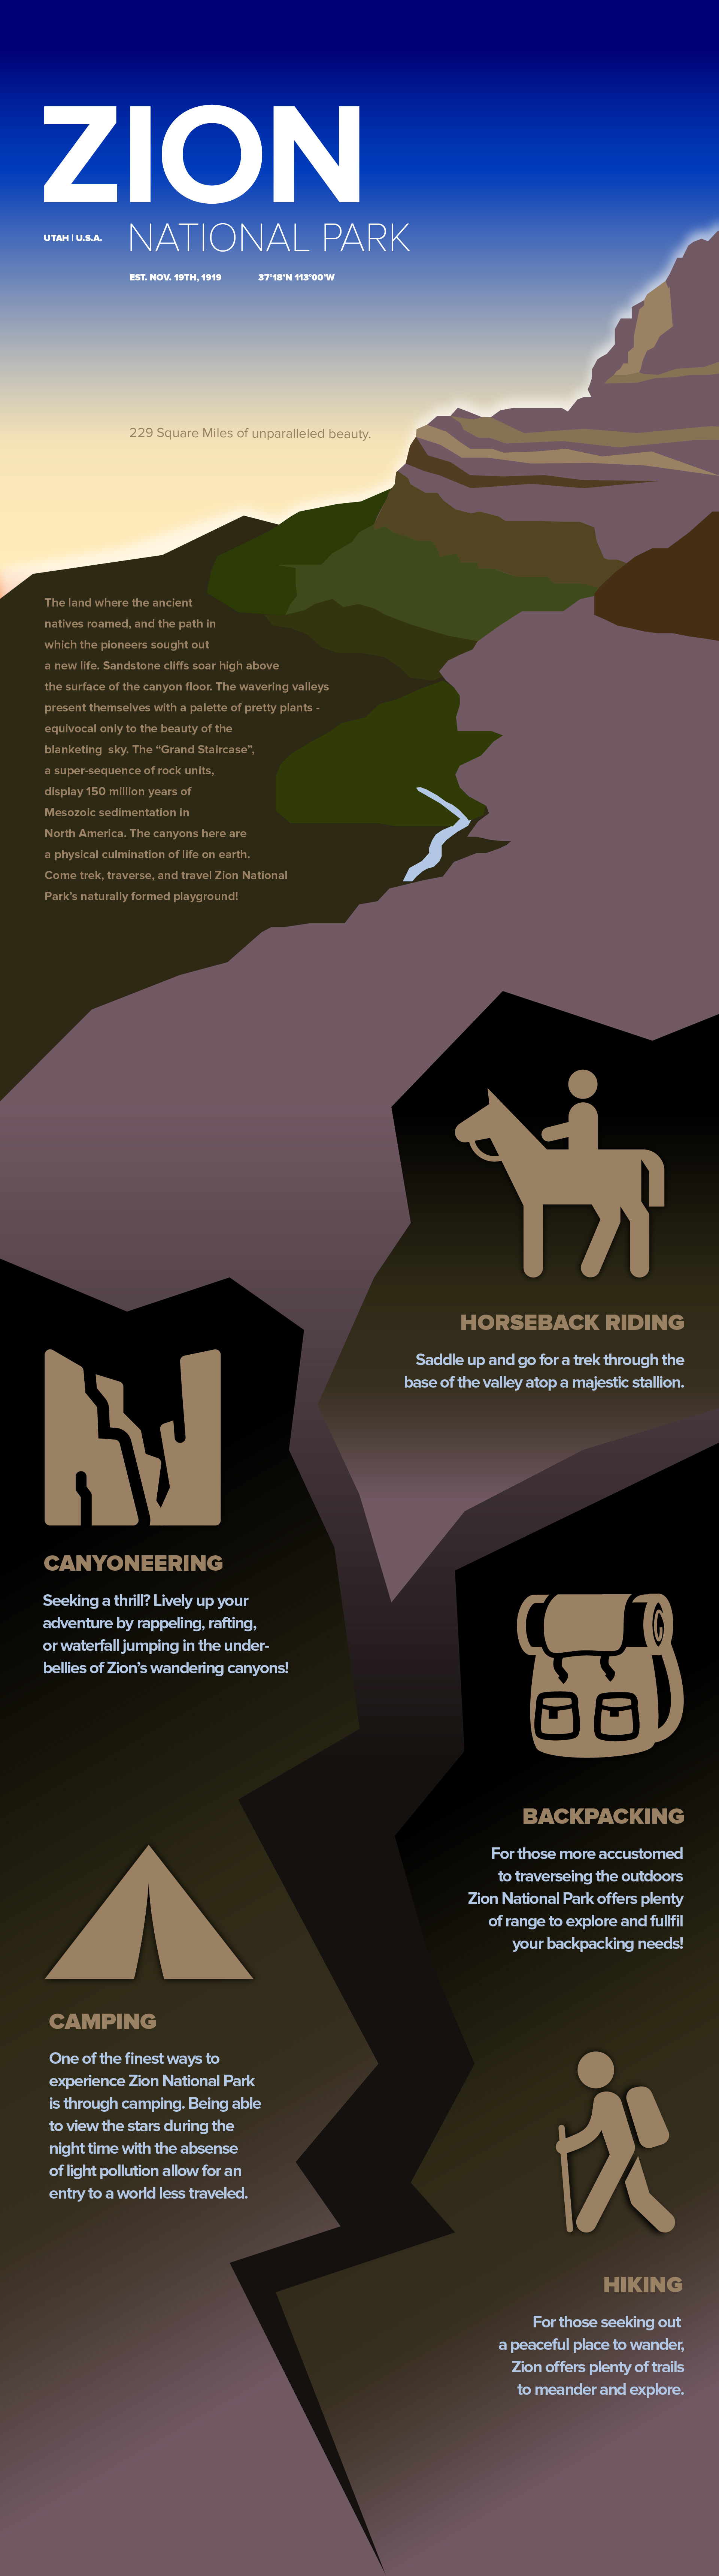 ZION
UTAH | U.S.A.
NATIONAL PARK
EST. NOV. 19TH, 1919
37°18'N 113°00'W
229 Square Miles of unparalleled beauty.
The land where the ancient
natives roamed, and the path in
which the pioneers sought out
a new life. Sandstone cliffs soar high above
the surface of the canyon floor. The wavering valleys
present themselves with a palette of pretty plants -
equivocal only to the beauty of the
blanketing  sky. The “Grand Staircase”,
a super-sequence of rock units,
display 150 million years of
Mesozoic sedimentation in
North America. The canyons here are
a physical culmination of life on earth.
Come trek, traverse, and travel Zion National
Park’s naturally formed playground!
HORSEBACK RIDING
Saddle up and go for a trek through the
base of the valley atop a majestic stallion.
CANYONEERING
Seeking a thrill? Lively up your
adventure by rappeling, rafting,
or waterfall jumping in the under-
bellies of Zion’s wandering canyons!
BACKPACKING
For those more accustomed
to traverseing the outdoors
Zion National Park offers plenty
of range to explore and fullfil
your backpacking needs!
CAMPING
One of the finest ways to
experience Zion National Park
is through camping. Being able
to view the stars during the
night time with the absense
of light pollution allow for an
entry to a world less traveled.
HIKING
For those seeking out
a peaceful place to wander,
Zion offers plenty of trails
to meander and explore.